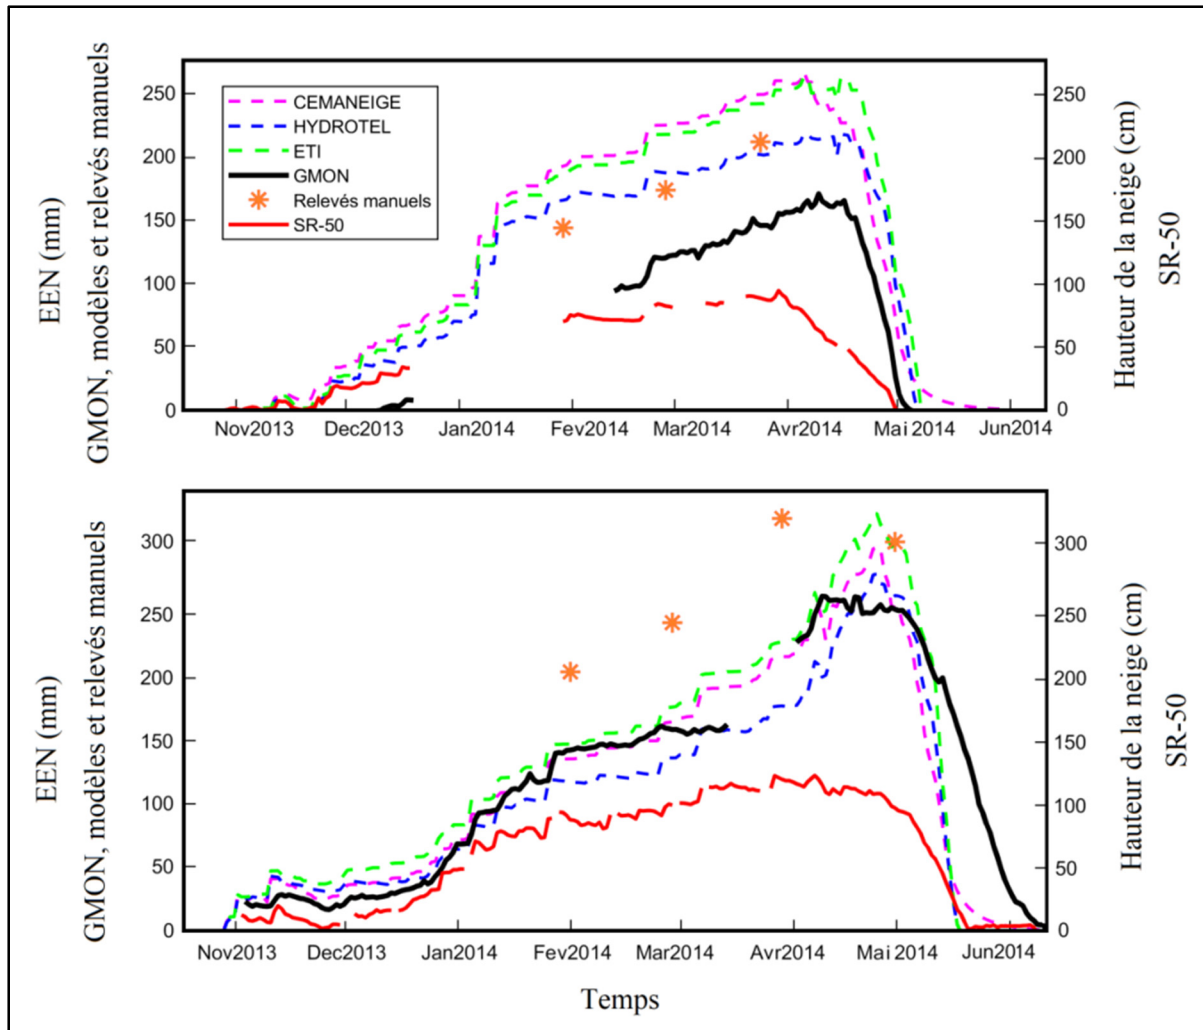 EEN (mm)
GMON, modèles et relevés manuels
250
200
150
100
50
0
CEMANEIGE
HYDROTEL
ETI
GMON
Relevés manuels
SR-50
250
200
150
100
50
0
Hauteur de la neige (cm)
SR-50
Nov2013 Dec2013 Jan2014 Fev2014 Mar2014 Avr2014 Mai2014 Jun2014
EEN (mm)
GMON, modèles et relevés manuels
300
250
200
150
100
50
0
300
250
200
150
100
50
0
Hauteur de la neige (cm)
SR-50
Nov2013 Dec2013 Jan2014 Fev2014 Mar2014 Avr2014 Mai2014 Jun2014
Temps